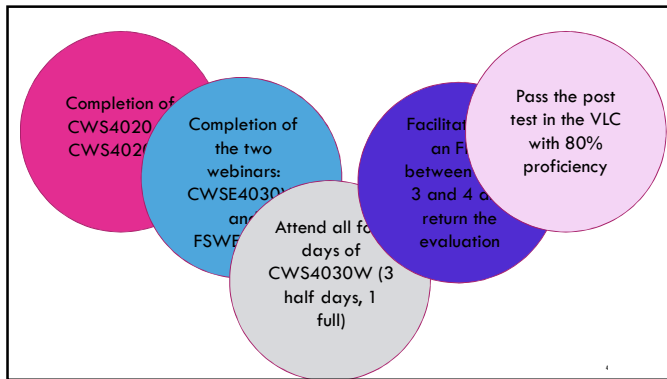 Completion of
CWS4020
CWS4020
Completion of
the two
webinars:
CWSE4030
and
FSWE
Attend all fo
days of
CWS4030W (3
half days, 1
full)
Facilitat
an F
between
3 and 4 a
return the
evaluation
Pass the post
test in the VLC
with 80%
proficiency
4